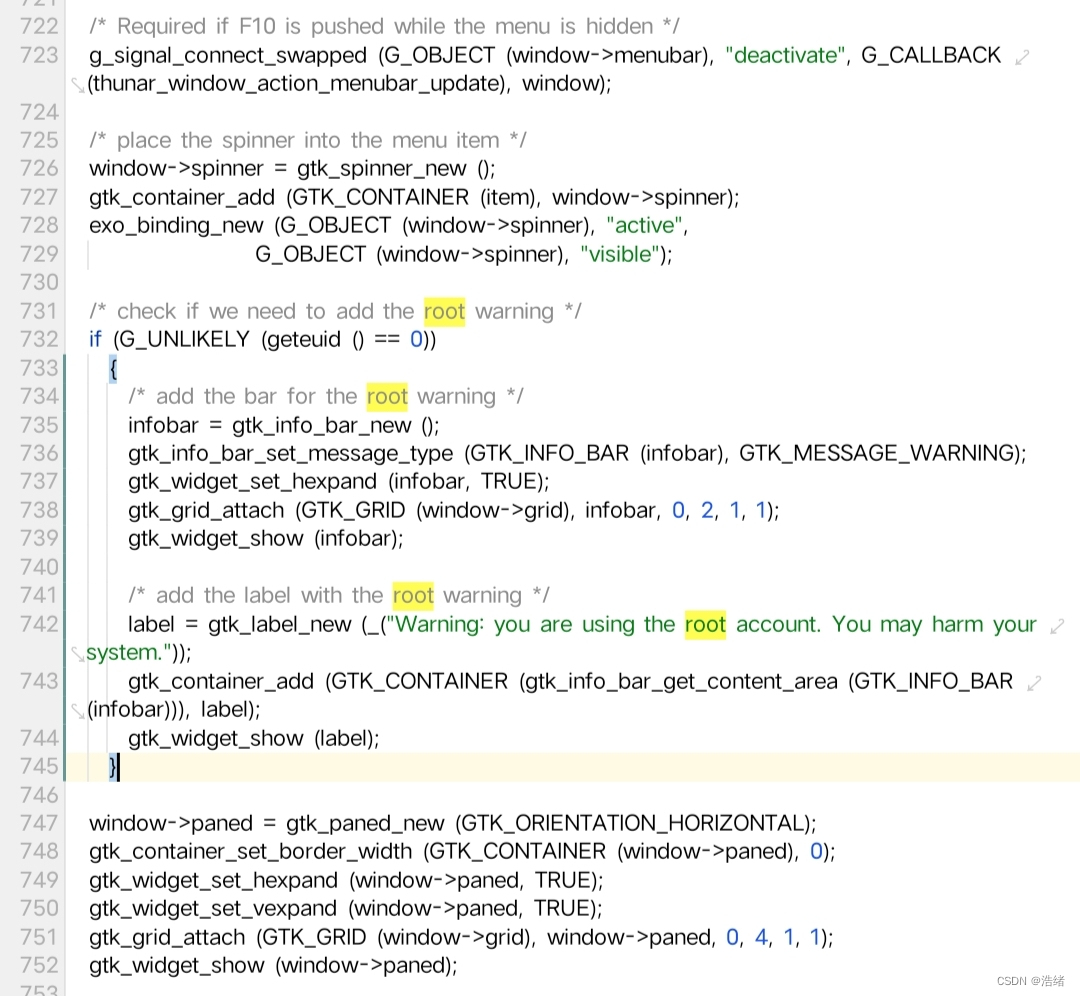 722 /* Required if F10 is pushed while the menu is hidden */
723 g_signal_connect_swapped (G_OBJECT (window->menubar), "deactivate", G_CALLBACK
(thunar_window_action_menubar_update), window);
724
725 /* place the spinner into the menu item */
726 window->spinner = gtk_spinner_new ();
727 gtk_container_add (GTK_CONTAINER (item), window->spinner);
728 exo_binding_new (G_OBJECT (window->spinner), "active",
729 G_OBJECT (window->spinner), "visible");
730
731 /* check if we need to add the root warning */
732 if (G_UNLIKELY (geteuid () == 0))
733 {
734 /* add the bar for the root warning */
735 infobar = gtk_info_bar_new ();
736 gtk_info_bar_set_message_type (GTK_INFO_BAR (infobar), GTK_MESSAGE_WARNING);
737 gtk_widget_set_hexpand (infobar, TRUE);
738 gtk_grid_attach (GTK_GRID (window->grid), infobar, 0, 2, 1, 1);
739 gtk_widget_show (infobar);
740
741 /* add the label with the root warning */
742 label = gtk_label_new (_("Warning: you are using the root account. You may harm your
system."));
743 gtk_container_add (GTK_CONTAINER (gtk_info_bar_get_content_area (GTK_INFO_BAR
(infobar))), label);
744 gtk_widget_show (label);
745 }
746
747 window->paned = gtk_paned_new (GTK_ORIENTATION_HORIZONTAL);
748 gtk_container_set_border_width (GTK_CONTAINER (window->paned), 0);
749 gtk_widget_set_hexpand (window->paned, TRUE);
750 gtk_widget_set_vexpand (window->paned, TRUE);
751 gtk_grid_attach (GTK_GRID (window->grid), window->paned, 0, 4, 1, 1);
752 gtk_widget_show (window->paned);
753
CSDN @浩绪